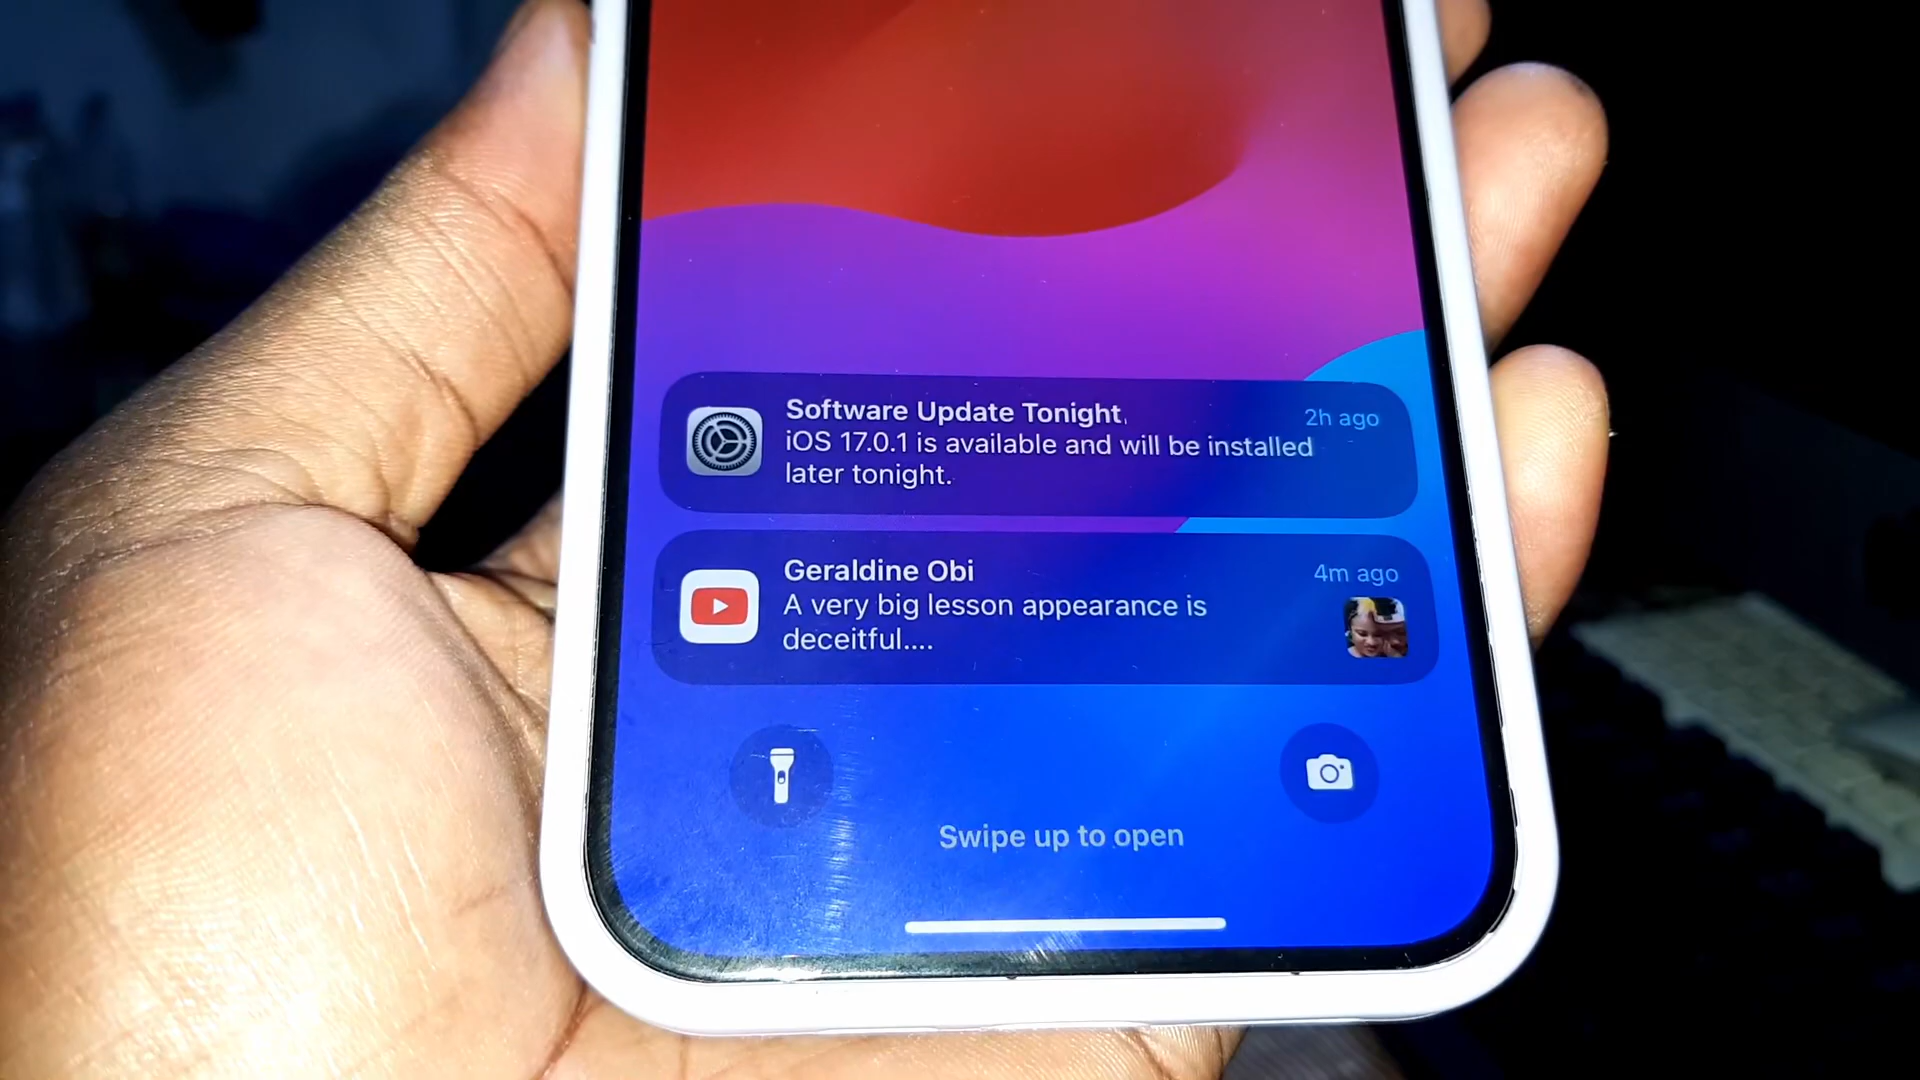 Software Update Tonight
2h ago
iOS 17.0.1 is available and will be installed
later tonight.
Geraldine Obi
4m ago
A very big lesson appearance is
deceitful....
Swipe up to open